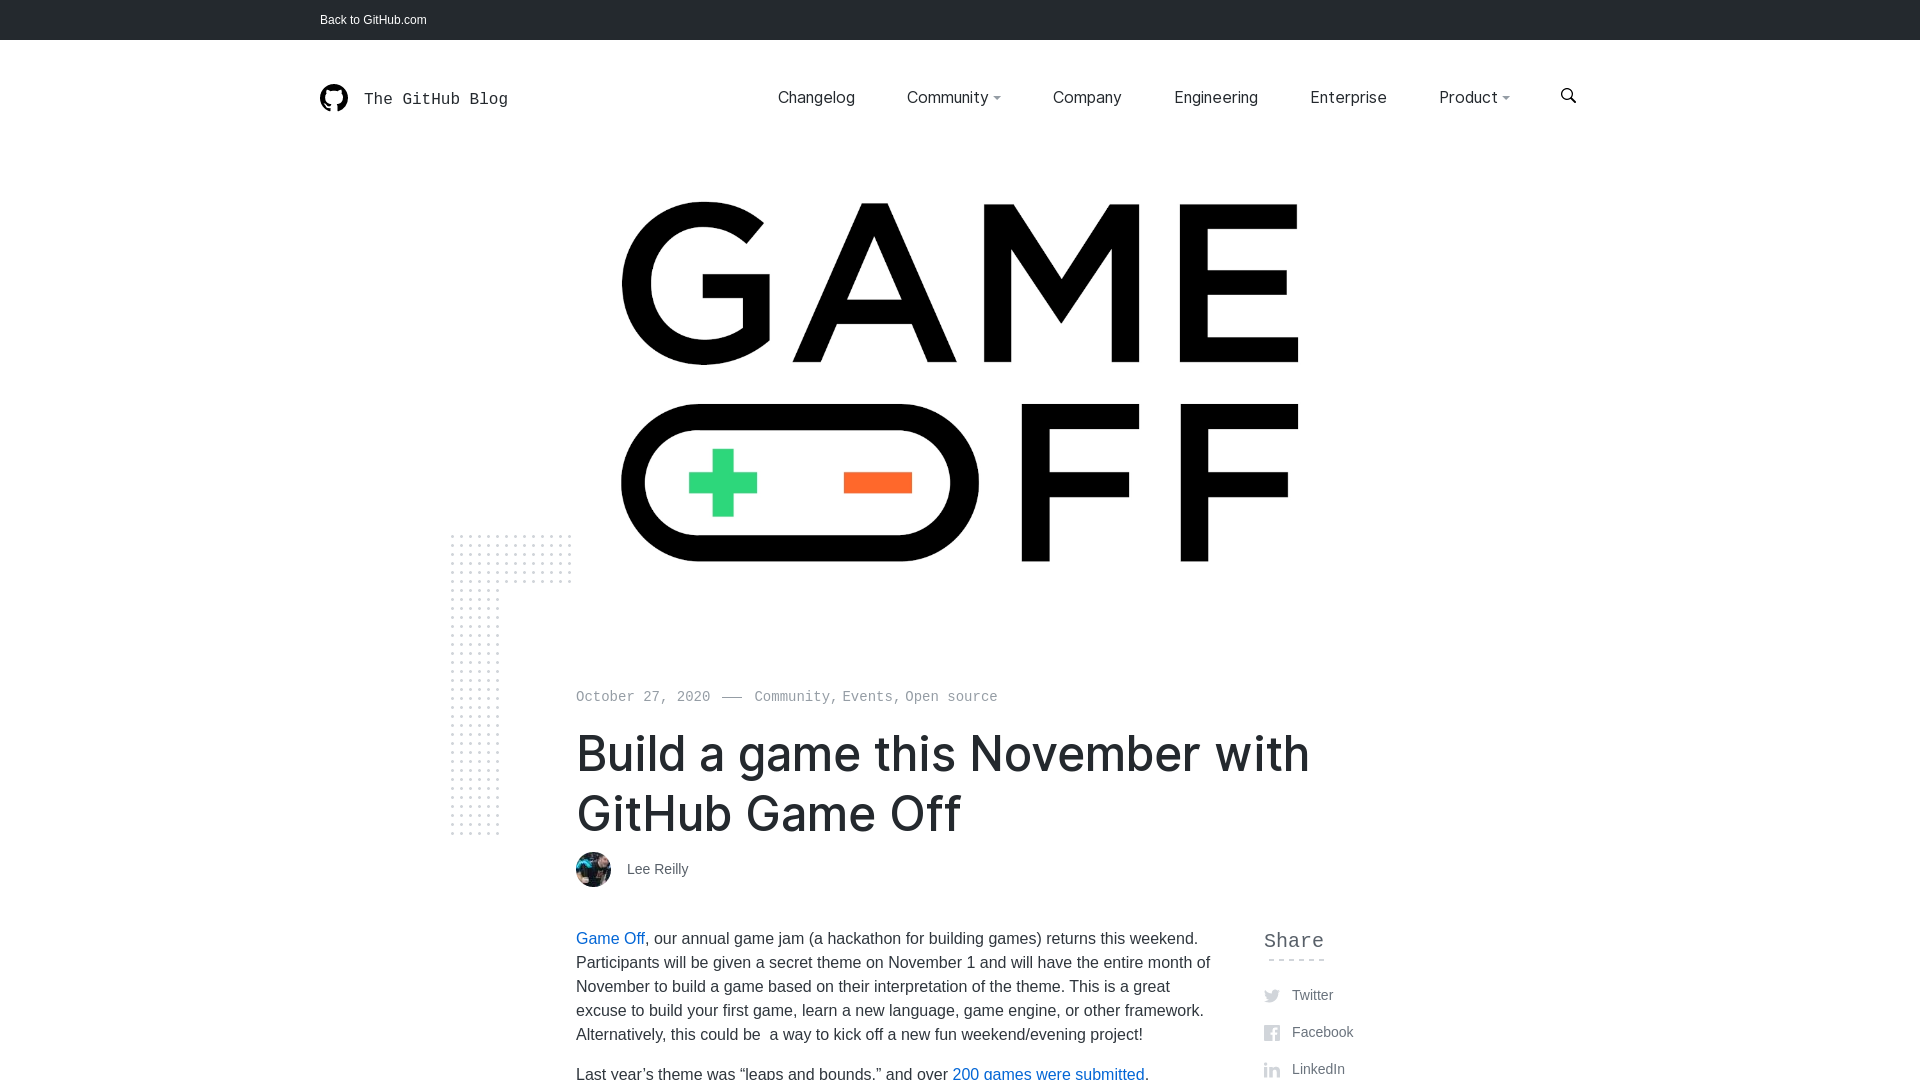 Back to GitHub.com
The GitHub Blog
Changelog
Community
Company
Engineering
Enterprise
Product
GAME
OFF
October 27, 2020 —— Community, Events, Open source
Build a game this November with
GitHub Game Off
Lee Reilly
Game Off, our annual game jam (a hackathon for building games) returns this weekend.
Participants will be given a secret theme on November 1 and will have the entire month of
November to build a game based on their interpretation of the theme. This is a great
excuse to build your first game, learn a new language, game engine, or other framework.
Alternatively, this could be  a way to kick off a new fun weekend/evening project!
Last year’s theme was “leaps and bounds,” and over 200 games were submitted.
Share
Twitter
Facebook
LinkedIn